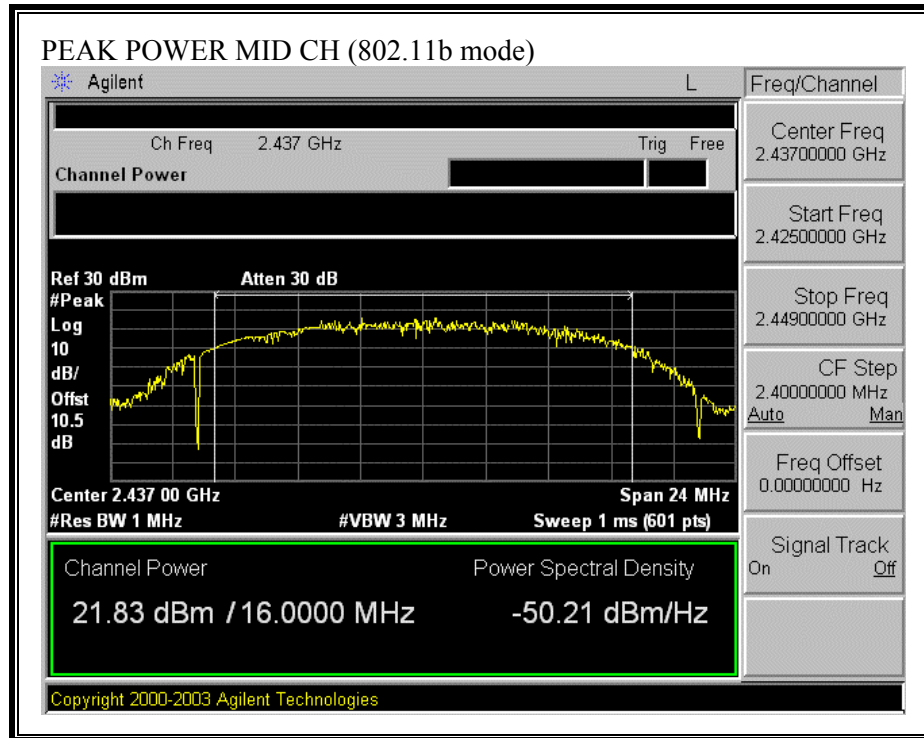 PEAK POWER MID CH (802.11b mode)
Agilent L Freq/Channel
Ch Freq 2.437 GHz Trig Free
Channel Power
Center Freq
2.43700000 GHz
Start Freq
2.42500000 GHz
Stop Freq
2.44900000 GHz
CF Step
2.40000000 MHz
Auto Man
Freq Offset
0.00000000 Hz
Signal Track
On Off
Ref 30 dBm Atten 30 dB
#Peak
Log
10
dB/
Offst
10.5
dB
Center 2.437 00 GHz Span 24 MHz
#Res BW 1 MHz #VBW 3 MHz Sweep 1 ms (601 pts)
Channel Power Power Spectral Density
21.83 dBm / 16.0000 MHz -50.21 dBm/Hz
Copyright 2000-2003 Agilent Technologies